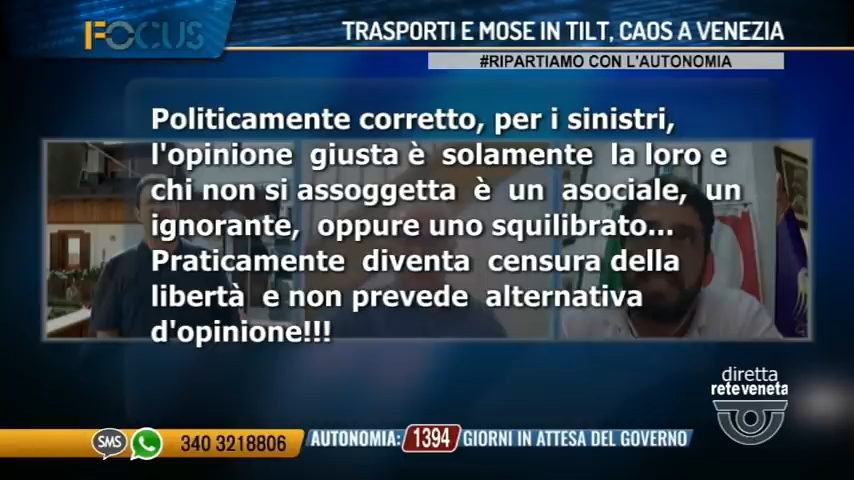 FOCUS
TRASPORTI E MOSE IN TILT, CAOS A VENEZIA
#RIPARTIAMO CON L'AUTONOMIA
Politicamente corretto, per i sinistri,
l'opinione giusta è solamente la loro e
chi non si assoggetta è un asociale, un
ignorante, oppure uno squilibrato...
Praticamente diventa censura della
libertà e non prevede alternativa
d'opinione!!!
diretta
reteveneta
SMS 340 3218806
AUTONOMIA: 1394 GIORNI IN ATTESA DEL GOVERNO